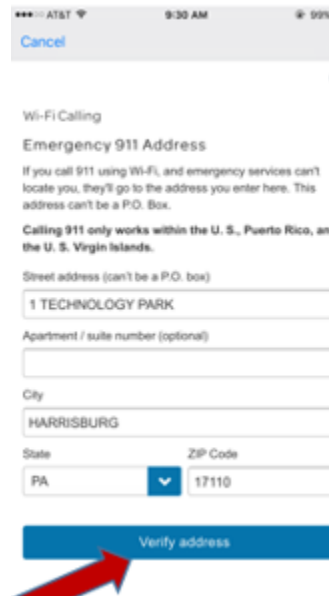 AT&T 9:30 AM 99%
Cancel
Wi-Fi Calling
Emergency 911 Address
If you call 911 using Wi-Fi, and emergency services can't
locate you, they'll go to the address you enter here. This
address can't be a P.O. Box.
Calling 911 only works within the U. S., Puerto Rico, an
the U. S. Virgin Islands.
Street address (can't be a P.O. box)
1 TECHNOLOGY PARK
Apartment / suite number (optional)
City
HARRISBURG
State ZIP Code
PA 17110
Verify address